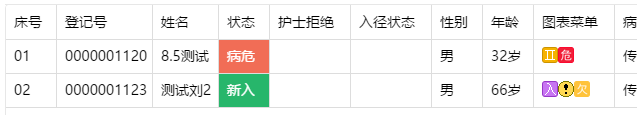 床号 登记号 姓名 状态 护士拒绝 入径状态 性别 年龄 图表菜单 病
01 0000001120 8.5测试 病危 男 32岁 Ⅱ 危 传
02 0000001123 测试刘2 新入 男 66岁 入 ! 欠 传